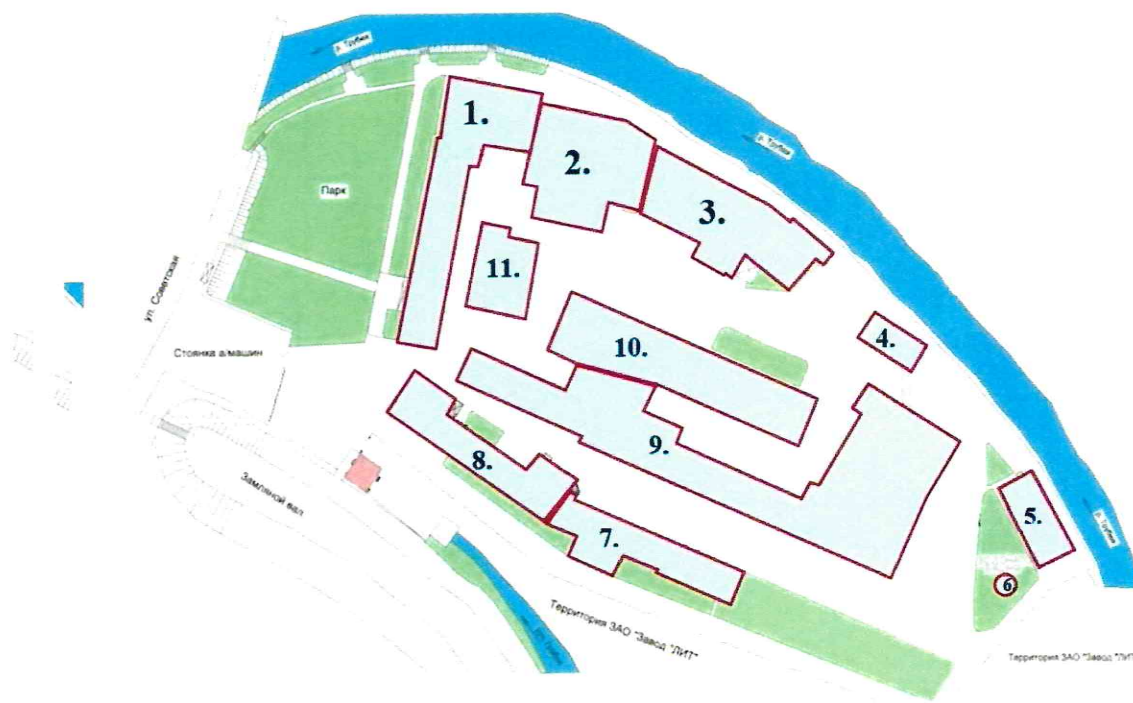 р. Трубеж
1.
2.
р. Трубеж
3.
Парк
11.
ул. Советская
4.
10.
Стоянка а/машин
9.
8.
Земляной вал
5.
р. Трубеж
7.
6
Территория ЗАО "Завод "ЛИТ"
Территория ЗАО "Завод "ЛИТ"